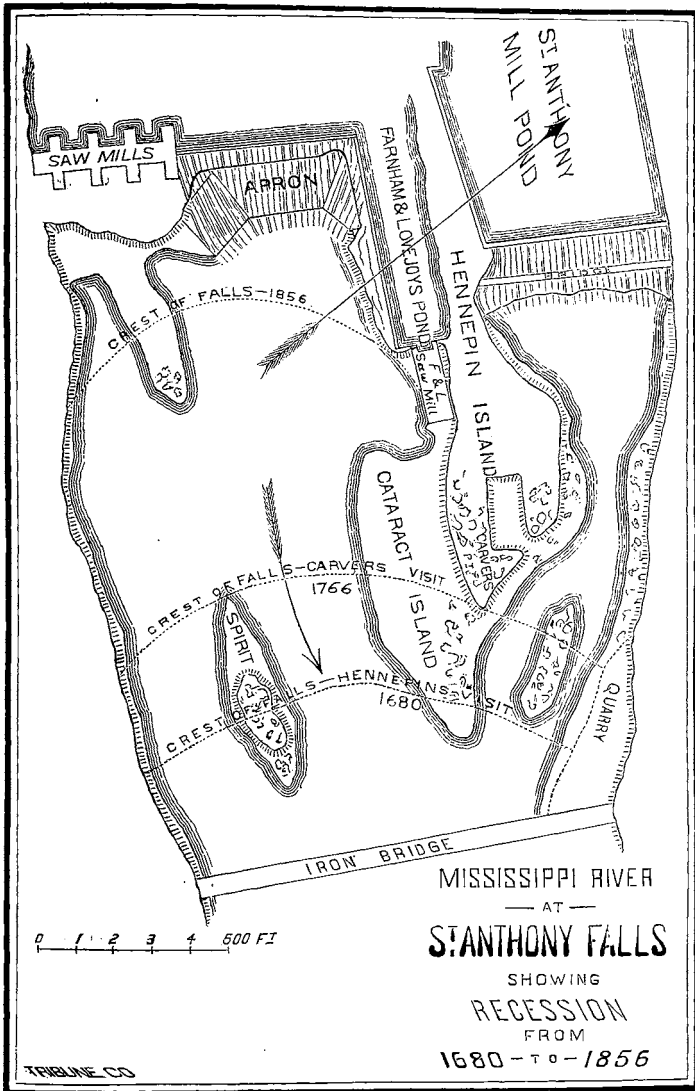 ST. ANTHONY
MILL POND
SAW MILLS
APRON
FARNHAM & LOVEJOYS POND
HENNEPIN ISLAND
BRIDGE
CREST OF FALLS—1856
F & L
Saw Mill
CATARACT
ISLAND
CARVERS
CREST OF FALLS—CARVERS VISIT
1766
SPIRIT
CREST OF FALLS—HENNEPINS VISIT
1680
QUARRY
IRON BRIDGE
0 1 2 3 4 500 FT
MISSISSIPPI RIVER
— AT —
ST. ANTHONY FALLS
SHOWING
RECESSION
FROM
1680 - TO - 1856
TRIBUNE CO